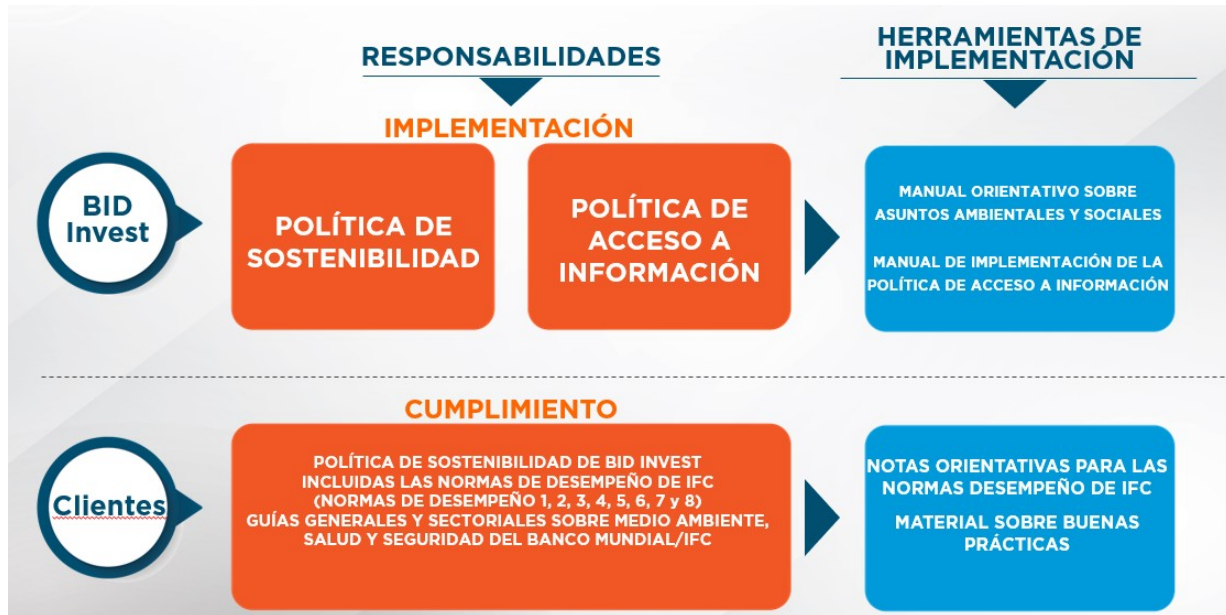 RESPONSABILIDADES
HERRAMIENTAS DE
IMPLEMENTACIÓN
IMPLEMENTACIÓN
BID
Invest
POLÍTICA DE
SOSTENIBILIDAD
POLÍTICA DE
ACCESO A
INFORMACIÓN
MANUAL ORIENTATIVO SOBRE
ASUNTOS AMBIENTALES Y SOCIALES
MANUAL DE IMPLEMENTACIÓN DE LA
POLÍTICA DE ACCESO A INFORMACIÓN
CUMPLIMIENTO
Clientes
POLÍTICA DE SOSTENIBILIDAD DE BID INVEST
INCLUIDAS LAS NORMAS DE DESEMPEÑO DE IFC
(NORMAS DE DESEMPEÑO 1, 2, 3, 4, 5, 6, 7 y 8)
GUÍAS GENERALES Y SECTORIALES SOBRE MEDIO AMBIENTE,
SALUD Y SEGURIDAD DEL BANCO MUNDIAL/IFC
NOTAS ORIENTATIVAS PARA LAS
NORMAS DESEMPEÑO DE IFC
MATERIAL SOBRE BUENAS
PRÁCTICAS